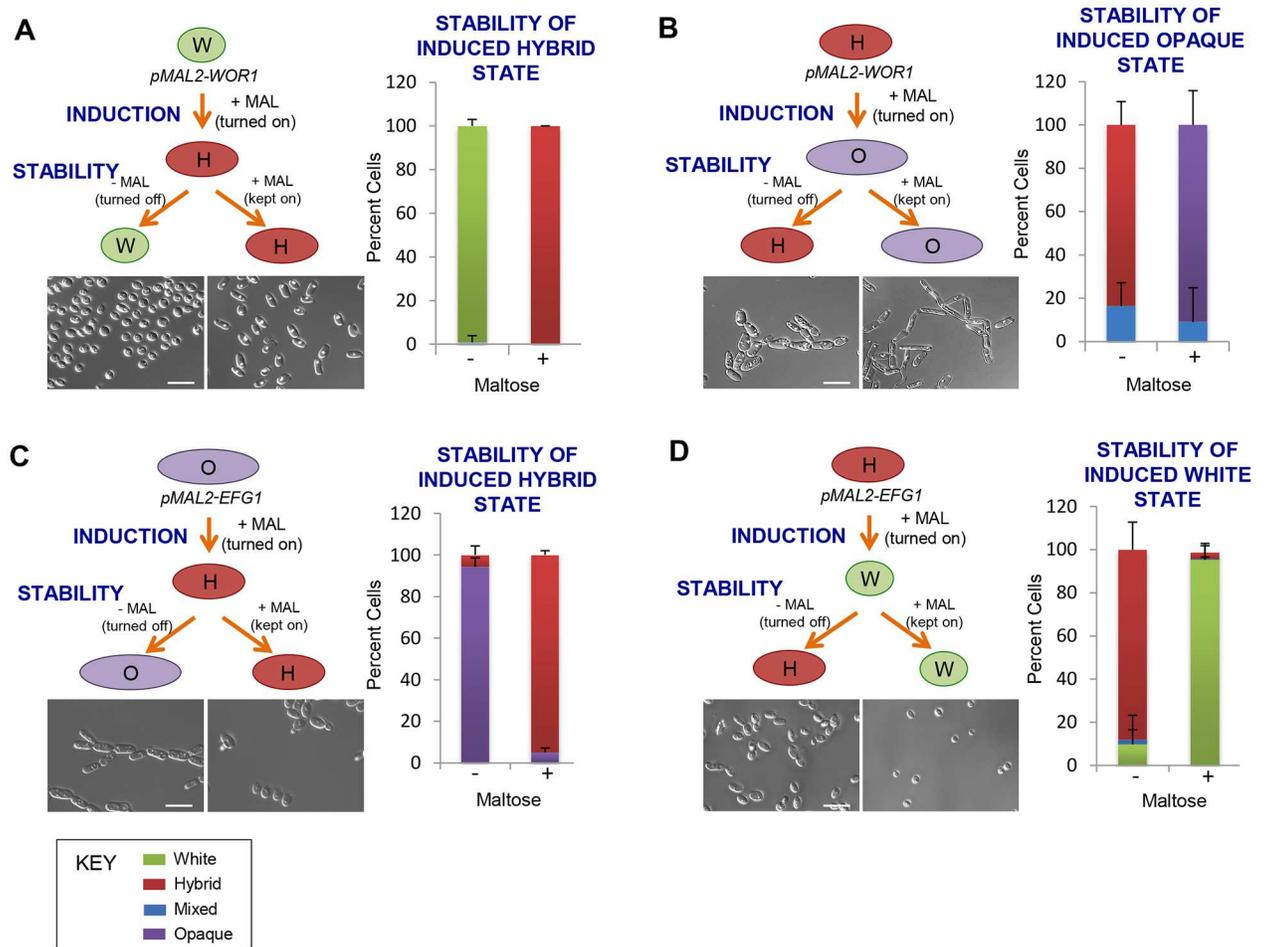 A
W
pMAL2-WOR1
INDUCTION
+ MAL
(turned on)
H
STABILITY
- MAL
(turned off)
+ MAL
(kept on)
W
H
STABILITY OF
INDUCED HYBRID
STATE
120
100
80
60
40
20
0
Percent Cells
-
+
Maltose
B
H
pMAL2-WOR1
INDUCTION
+ MAL
(turned on)
O
STABILITY
- MAL
(turned off)
+ MAL
(kept on)
H
O
STABILITY OF
INDUCED OPAQUE
STATE
120
100
80
60
40
20
0
Percent Cells
-
+
Maltose
C
O
pMAL2-EFG1
INDUCTION
+ MAL
(turned on)
H
STABILITY
- MAL
(turned off)
+ MAL
(kept on)
O
H
STABILITY OF
INDUCED HYBRID
STATE
120
100
80
60
40
20
0
Percent Cells
-
+
Maltose
D
H
pMAL2-EFG1
INDUCTION
+ MAL
(turned on)
W
STABILITY
- MAL
(turned off)
+ MAL
(kept on)
H
W
STABILITY OF
INDUCED WHITE
STATE
120
100
80
60
40
20
0
Percent Cells
-
+
Maltose
KEY
White
Hybrid
Mixed
Opaque